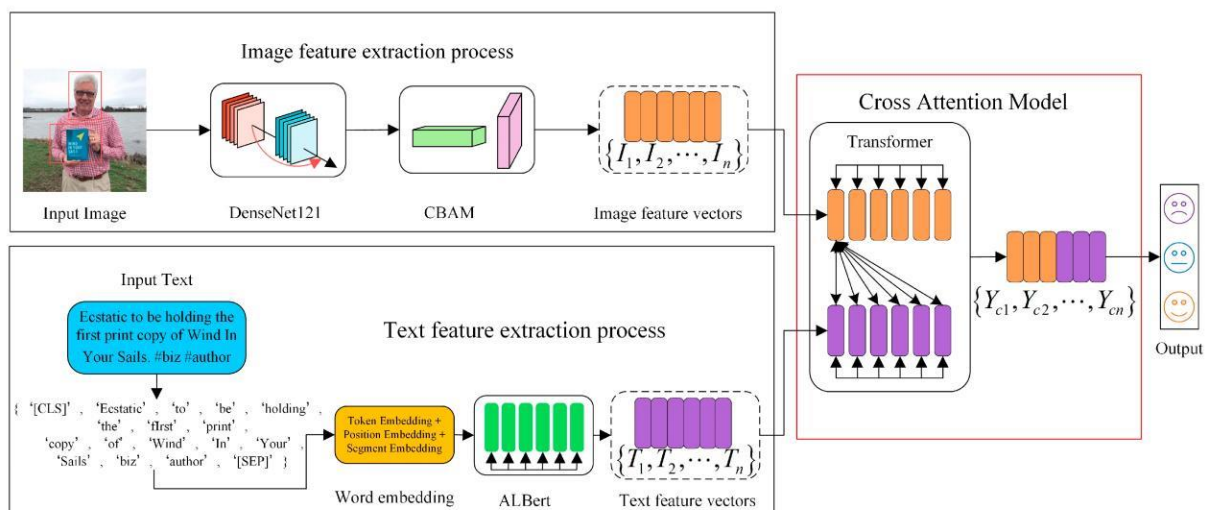 Image feature extraction process
Input Image
DenseNet121
CBAM
{I1, I2, ⋯, In}
Image feature vectors
Input Text
Ecstatic to be holding the
first print copy of Wind In
Your Sails. #biz #author
Text feature extraction process
{ '[CLS]' , 'Ecstatic' , 'to' , 'be' , 'holding' ,
'the' , 'fIrst' , 'print' ,
'copy' , 'of' , 'Wind' , 'In' , 'Your' ,
'Sails' , 'biz' , 'author' , '[SEP]' }
Token Embedding +
Position Embedding +
Segment Embedding
Word embedding
ALBert
{T1, T2, ⋯, Tn}
Text feature vectors
Cross Attention Model
Transformer
{Yc1, Yc2, ⋯, Ycn}
Output